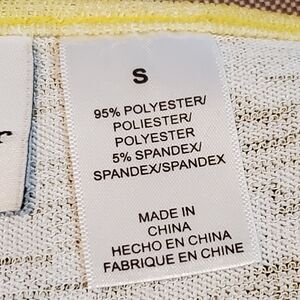 S
95% POLYESTER/
POLIESTER/
POLYESTER
5% SPANDEX/
SPANDEX/SPANDEX
MADE IN
CHINA
HECHO EN CHINA
FABRIQUE EN CHINE